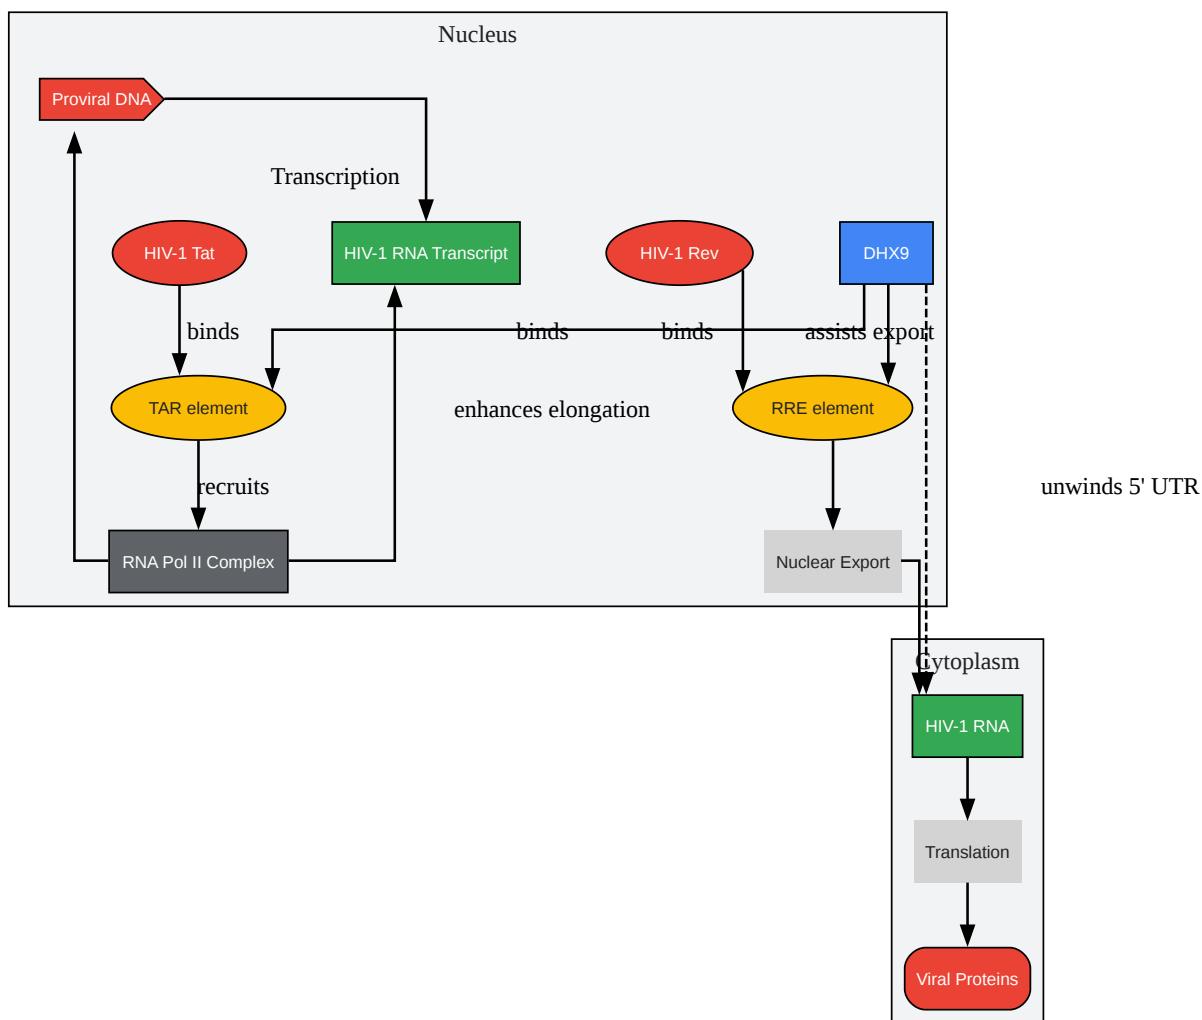 Nucleus
Proviral DNA
Transcription
HIV-1 Tat
HIV-1 RNA Transcript
HIV-1 Rev
DHX9
binds
binds
binds
assists export
TAR element
enhances elongation
RRE element
recruits
unwinds 5' UTR
RNA Pol II Complex
Nuclear Export
Cytoplasm
HIV-1 RNA
Translation
Viral Proteins